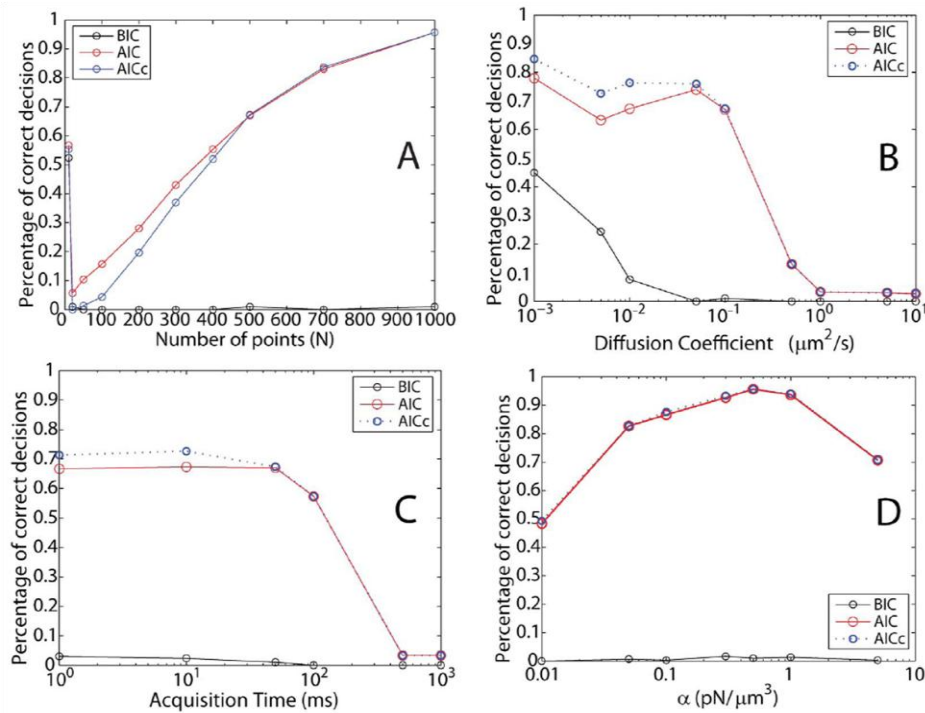 1
0.9
0.8
0.7
0.6
0.5
0.4
0.3
0.2
0.1
0
BIC
AIC
AICc
A
0 100 200 300 400 500 600 700 800 900 1000
Number of points (N)
Percentage of correct decisions
1
0.9
0.8
0.7
0.6
0.5
0.4
0.3
0.2
0.1
0
BIC
AIC
AICc
B
10⁻³ 10⁻² 10⁻¹ 10⁰ 10¹
Diffusion Coefficient (μm²/s)
Percentage of correct decisions
1
0.9
0.8
0.7
0.6
0.5
0.4
0.3
0.2
0.1
0
BIC
AIC
AICc
C
10⁰ 10¹ 10² 10³
Acquisition Time (ms)
Percentage of correct decisions
1
0.9
0.8
0.7
0.6
0.5
0.4
0.3
0.2
0.1
0
D
BIC
AIC
AICc
0.01 0.1 1 10
α (pN/μm³)
Percentage of correct decisions